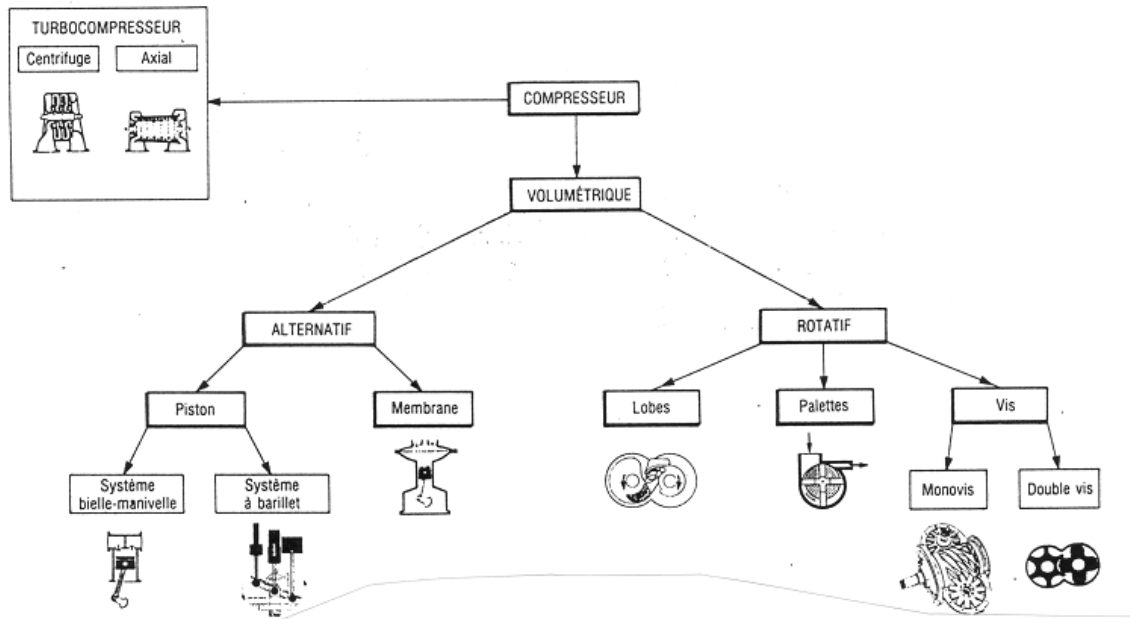 TURBOCOMPRESSEUR
Centrifuge
Axial
COMPRESSEUR
VOLUMÉTRIQUE
ALTERNATIF
ROTATIF
Piston
Membrane
Lobes
Palettes
Vis
Système
bielle-manivelle
Système
à barillet
Monovis
Double vis